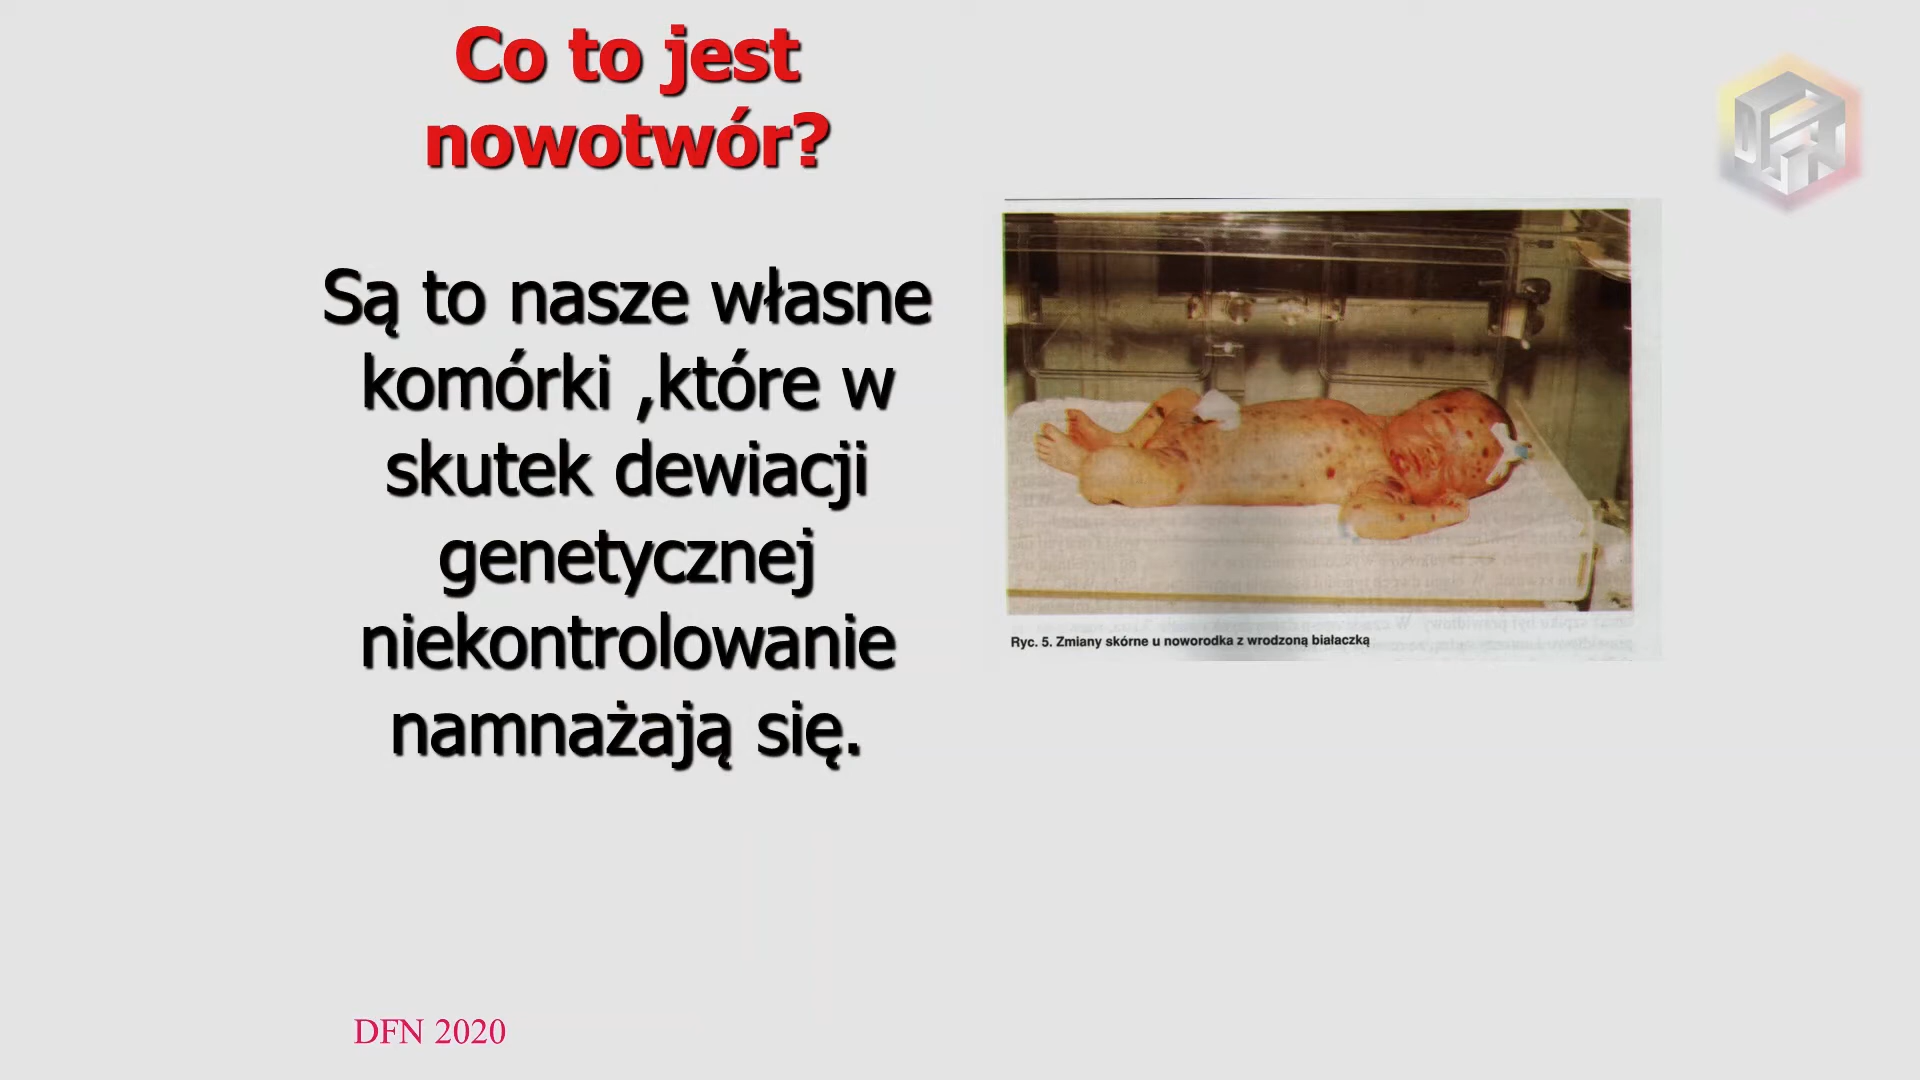 Co to jest
nowotwór?
Są to nasze własne
komórki ,które w
skutek dewiacji
genetycznej
niekontrolowanie
namnażają się.
Ryc. 5. Zmiany skórne u noworodka z wrodzoną białaczką
DFN 2020